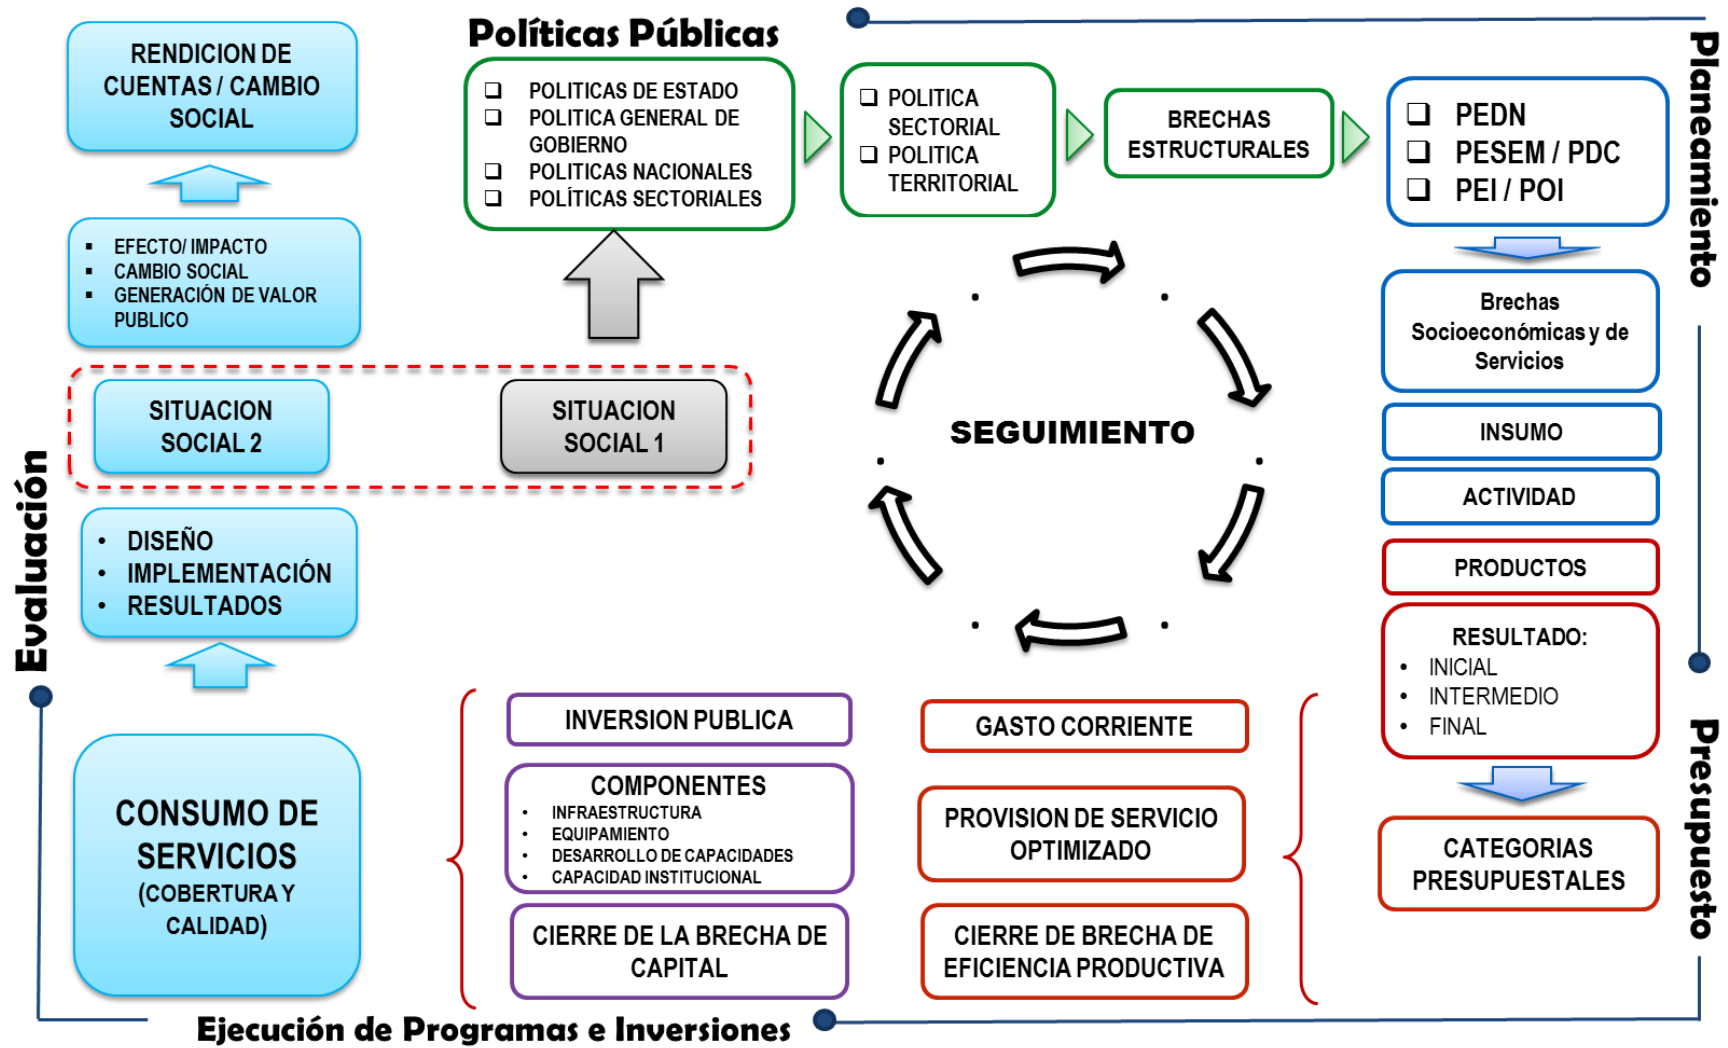 Políticas Públicas
RENDICION DE
CUENTAS / CAMBIO
SOCIAL
EFECTO/ IMPACTO
CAMBIO SOCIAL
GENERACIÓN DE VALOR
PUBLICO
SITUACION
SOCIAL 2
SITUACION
SOCIAL 1
DISEÑO
IMPLEMENTACIÓN
RESULTADOS
Evaluación
CONSUMO DE
SERVICIOS
(COBERTURA Y
CALIDAD)
POLITICAS DE ESTADO
POLITICA GENERAL DE
GOBIERNO
POLITICAS NACIONALES
POLÍTICAS SECTORIALES
POLITICA
SECTORIAL
POLITICA
TERRITORIAL
BRECHAS
ESTRUCTURALES
PEDN
PESEM / PDC
PEI / POI
Planeamiento
Brechas
Socioeconómicas y de
Servicios
INSUMO
ACTIVIDAD
PRODUCTOS
RESULTADO:
INICIAL
INTERMEDIO
FINAL
SEGUIMIENTO
INVERSION PUBLICA
COMPONENTES
INFRAESTRUCTURA
EQUIPAMIENTO
DESARROLLO DE CAPACIDADES
CAPACIDAD INSTITUCIONAL
CIERRE DE LA BRECHA DE
CAPITAL
GASTO CORRIENTE
PROVISION DE SERVICIO
OPTIMIZADO
CIERRE DE BRECHA DE
EFICIENCIA PRODUCTIVA
CATEGORIAS
PRESUPUESTALES
Presupuesto
Ejecución de Programas e Inversiones